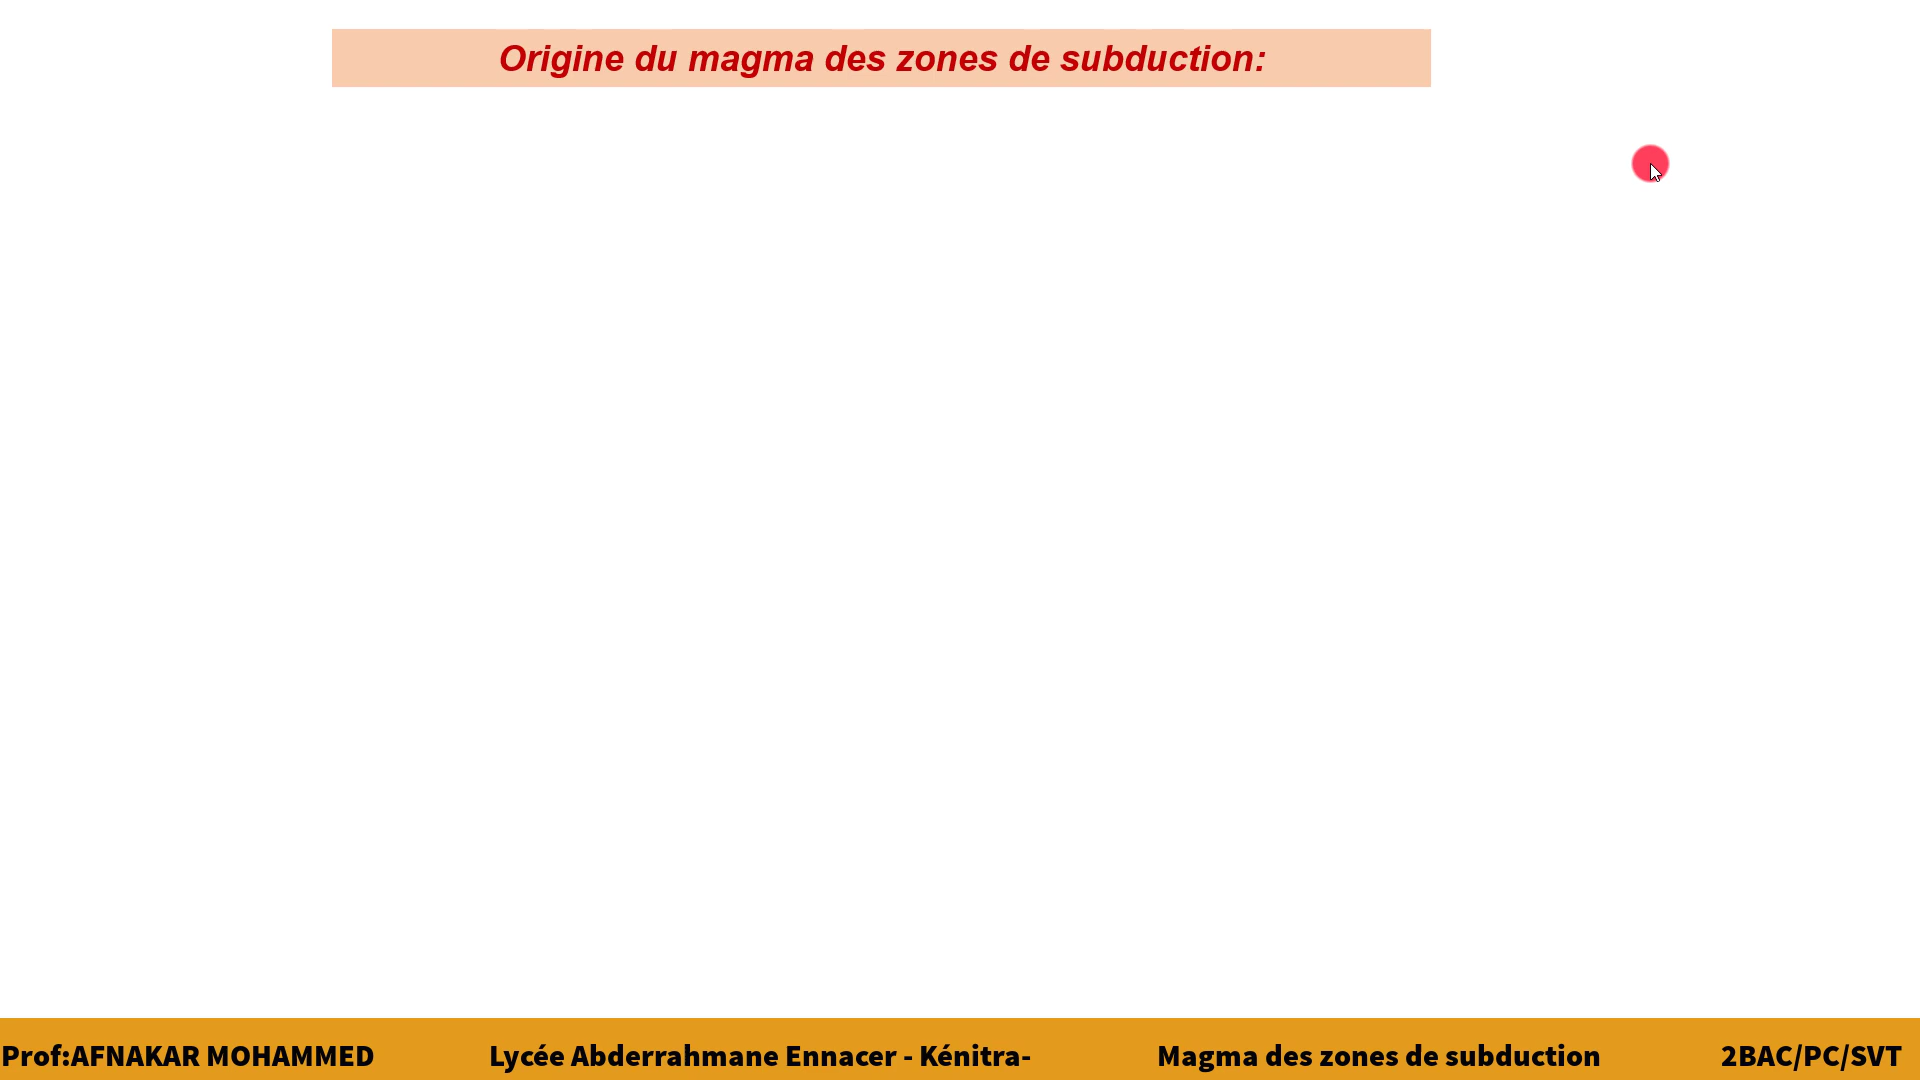 Origine du magma des zones de subduction:
Prof:AFNAKAR MOHAMMED
Lycée Abderrahmane Ennacer - Kénitra-
Magma des zones de subduction
2BAC/PC/SVT